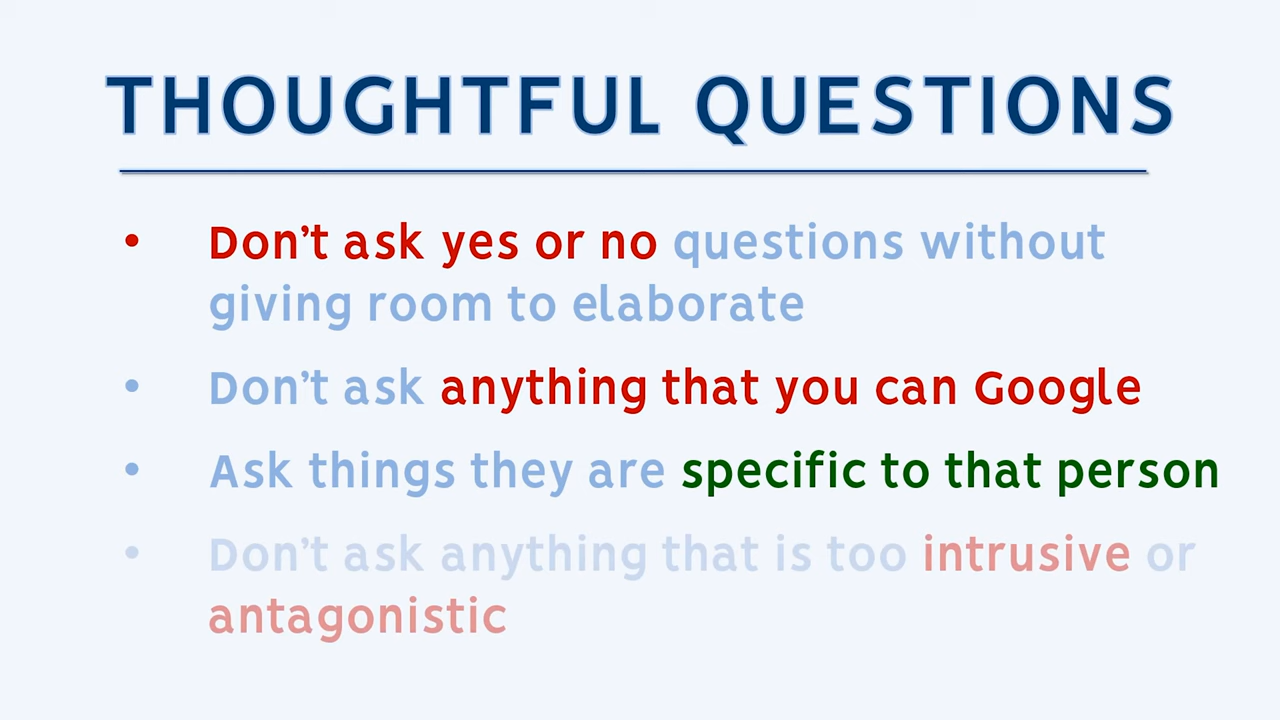 THOUGHTFUL QUESTIONS
• Don't ask yes or no questions without
giving room to elaborate
• Don't ask anything that you can Google
• Ask things they are specific to that person
• Don't ask anything that is too intrusive or
antagonistic